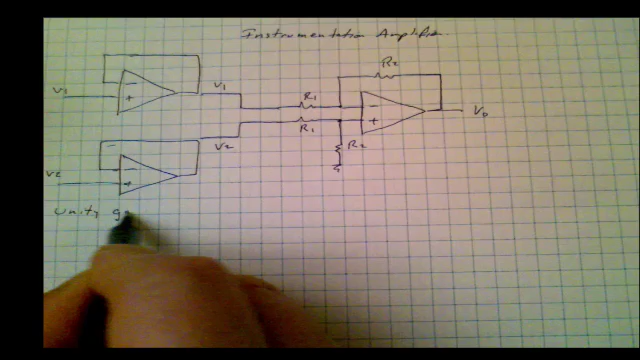 Instrumentation Amplifier.
R2
V1
V1
R1
Vo
R1
V2
R2
V2
Unity g